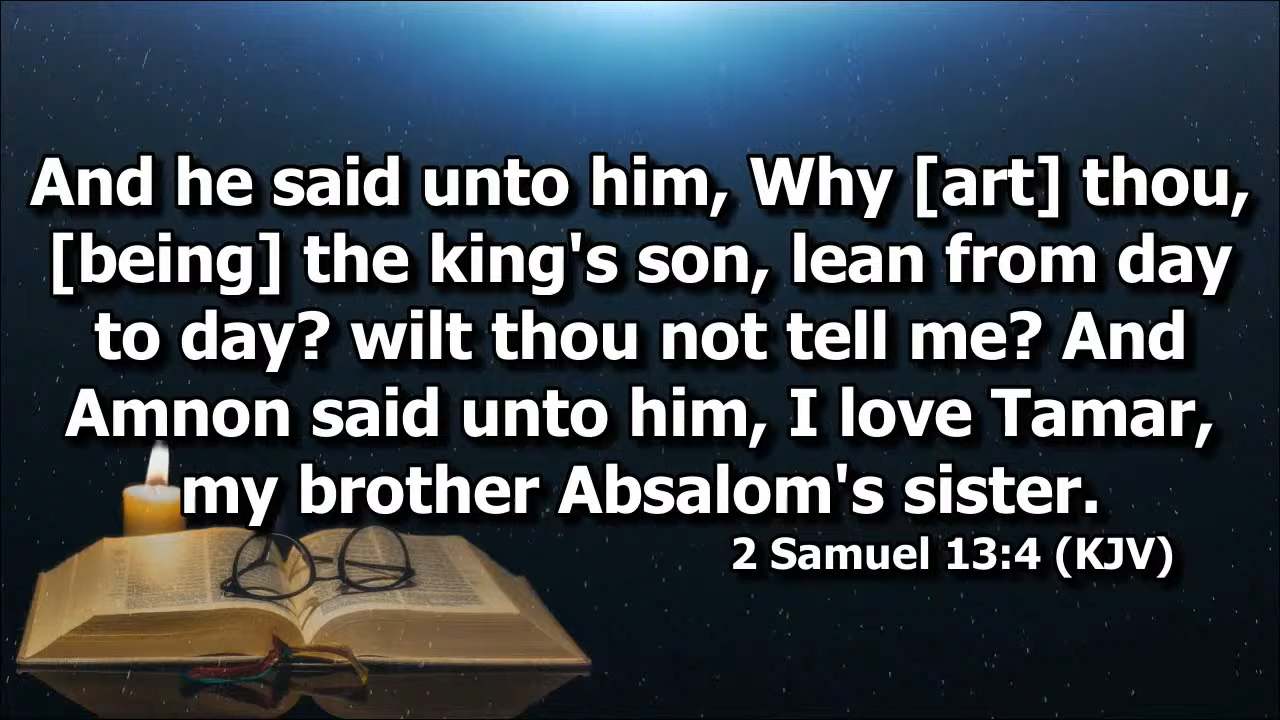 And he said unto him, Why [art] thou,
[being] the king's son, lean from day
to day? wilt thou not tell me? And
Amnon said unto him, I love Tamar,
my brother Absalom's sister.
2 Samuel 13:4 (KJV)